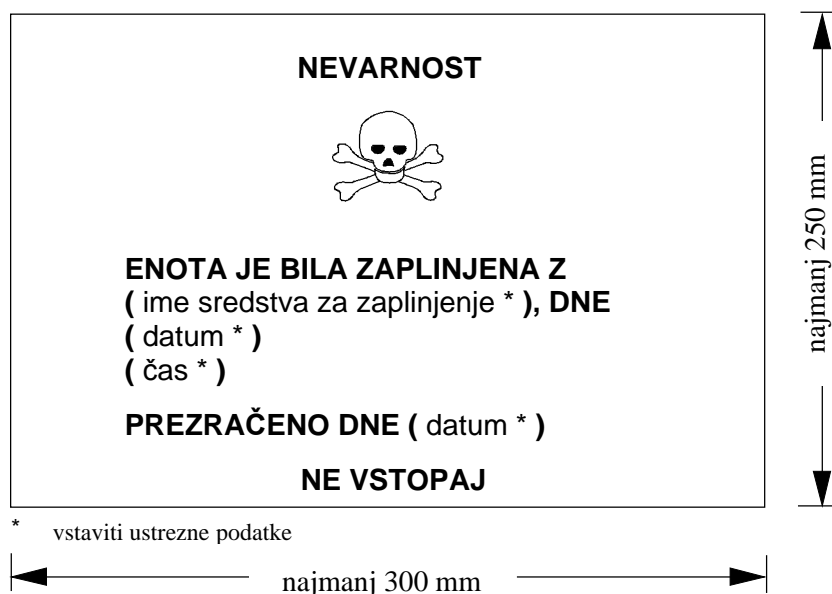 NEVARNOST
ENOTA JE BILA ZAPLINJENA Z
( ime sredstva za zaplinjenje * ), DNE
( datum * )
( čas * )
PREZRAČENO DNE ( datum * )
NE VSTOPAJ
* vstaviti ustrezne podatke
najmanj 300 mm
najmanj 250 mm